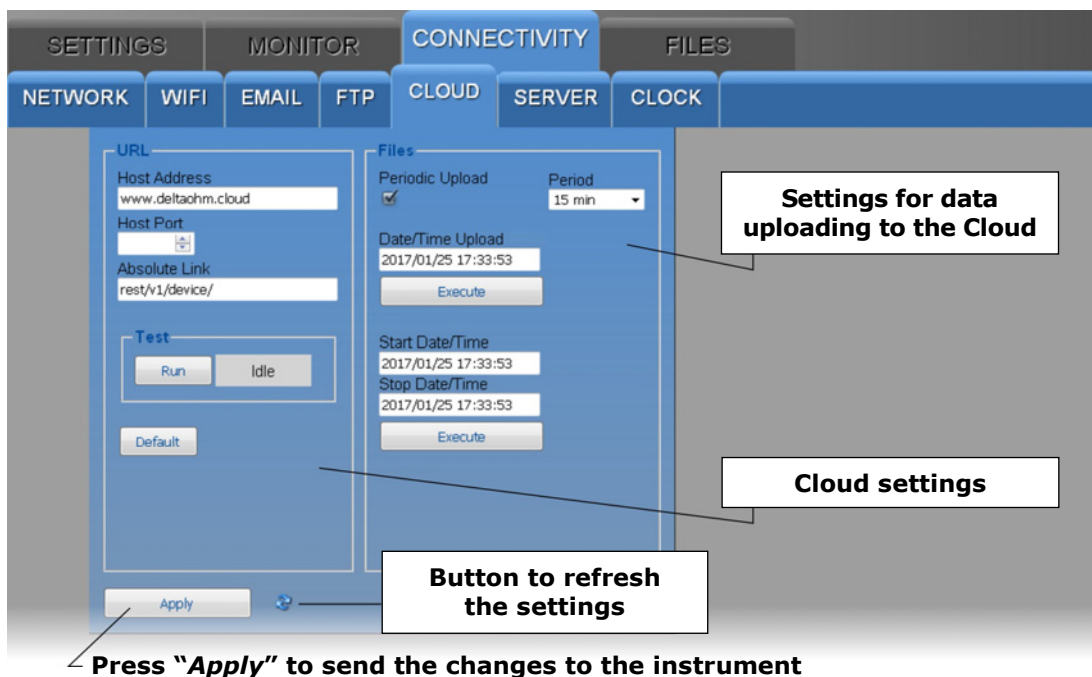 SETTINGS MONITOR CONNECTIVITY FILES
NETWORK WIFI EMAIL FTP CLOUD SERVER CLOCK
URL
Host Address
www.deltaohm.cloud
Host Port
Absolute Link
rest/v1/device/
Test
Run Idle
Default
Files
Periodic Upload Period
15 min
Date/Time Upload
2017/01/25 17:33:53
Execute
Start Date/Time
2017/01/25 17:33:53
Stop Date/Time
2017/01/25 17:33:53
Execute
Settings for data
uploading to the Cloud
Cloud settings
Button to refresh
the settings
Apply
Press “Apply” to send the changes to the instrument